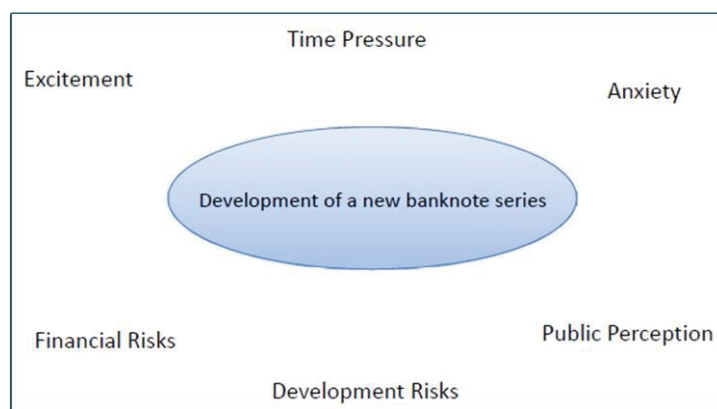 Time Pressure
Excitement
Anxiety
Development of a new banknote series
Public Perception
Financial Risks
Development Risks